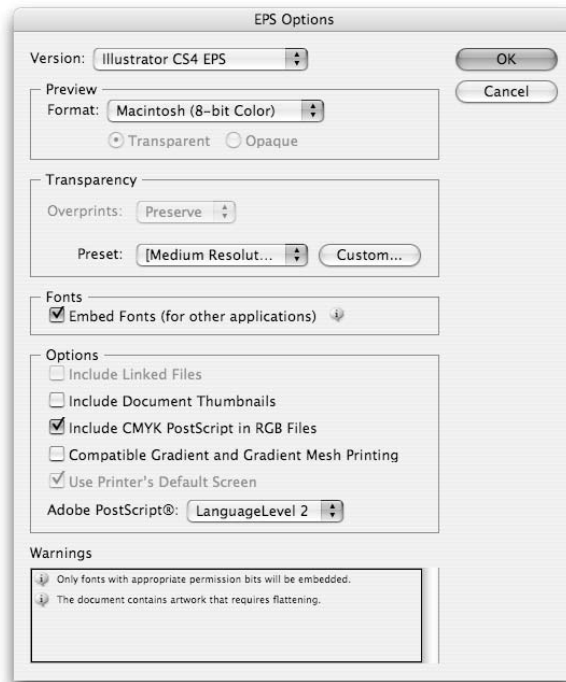 EPS Options
Version: Illustrator CS4 EPS
OK
Cancel
Preview
Format: Macintosh (8-bit Color)
Transparent Opaque
Transparency
Overprints: Preserve
Preset: [Medium Resolut... Custom...
Fonts
Embed Fonts (for other applications)
Options
Include Linked Files
Include Document Thumbnails
Include CMYK PostScript in RGB Files
Compatible Gradient and Gradient Mesh Printing
Use Printer's Default Screen
Adobe PostScript®: LanguageLevel 2
Warnings
Only fonts with appropriate permission bits will be embedded.
The document contains artwork that requires flattening.